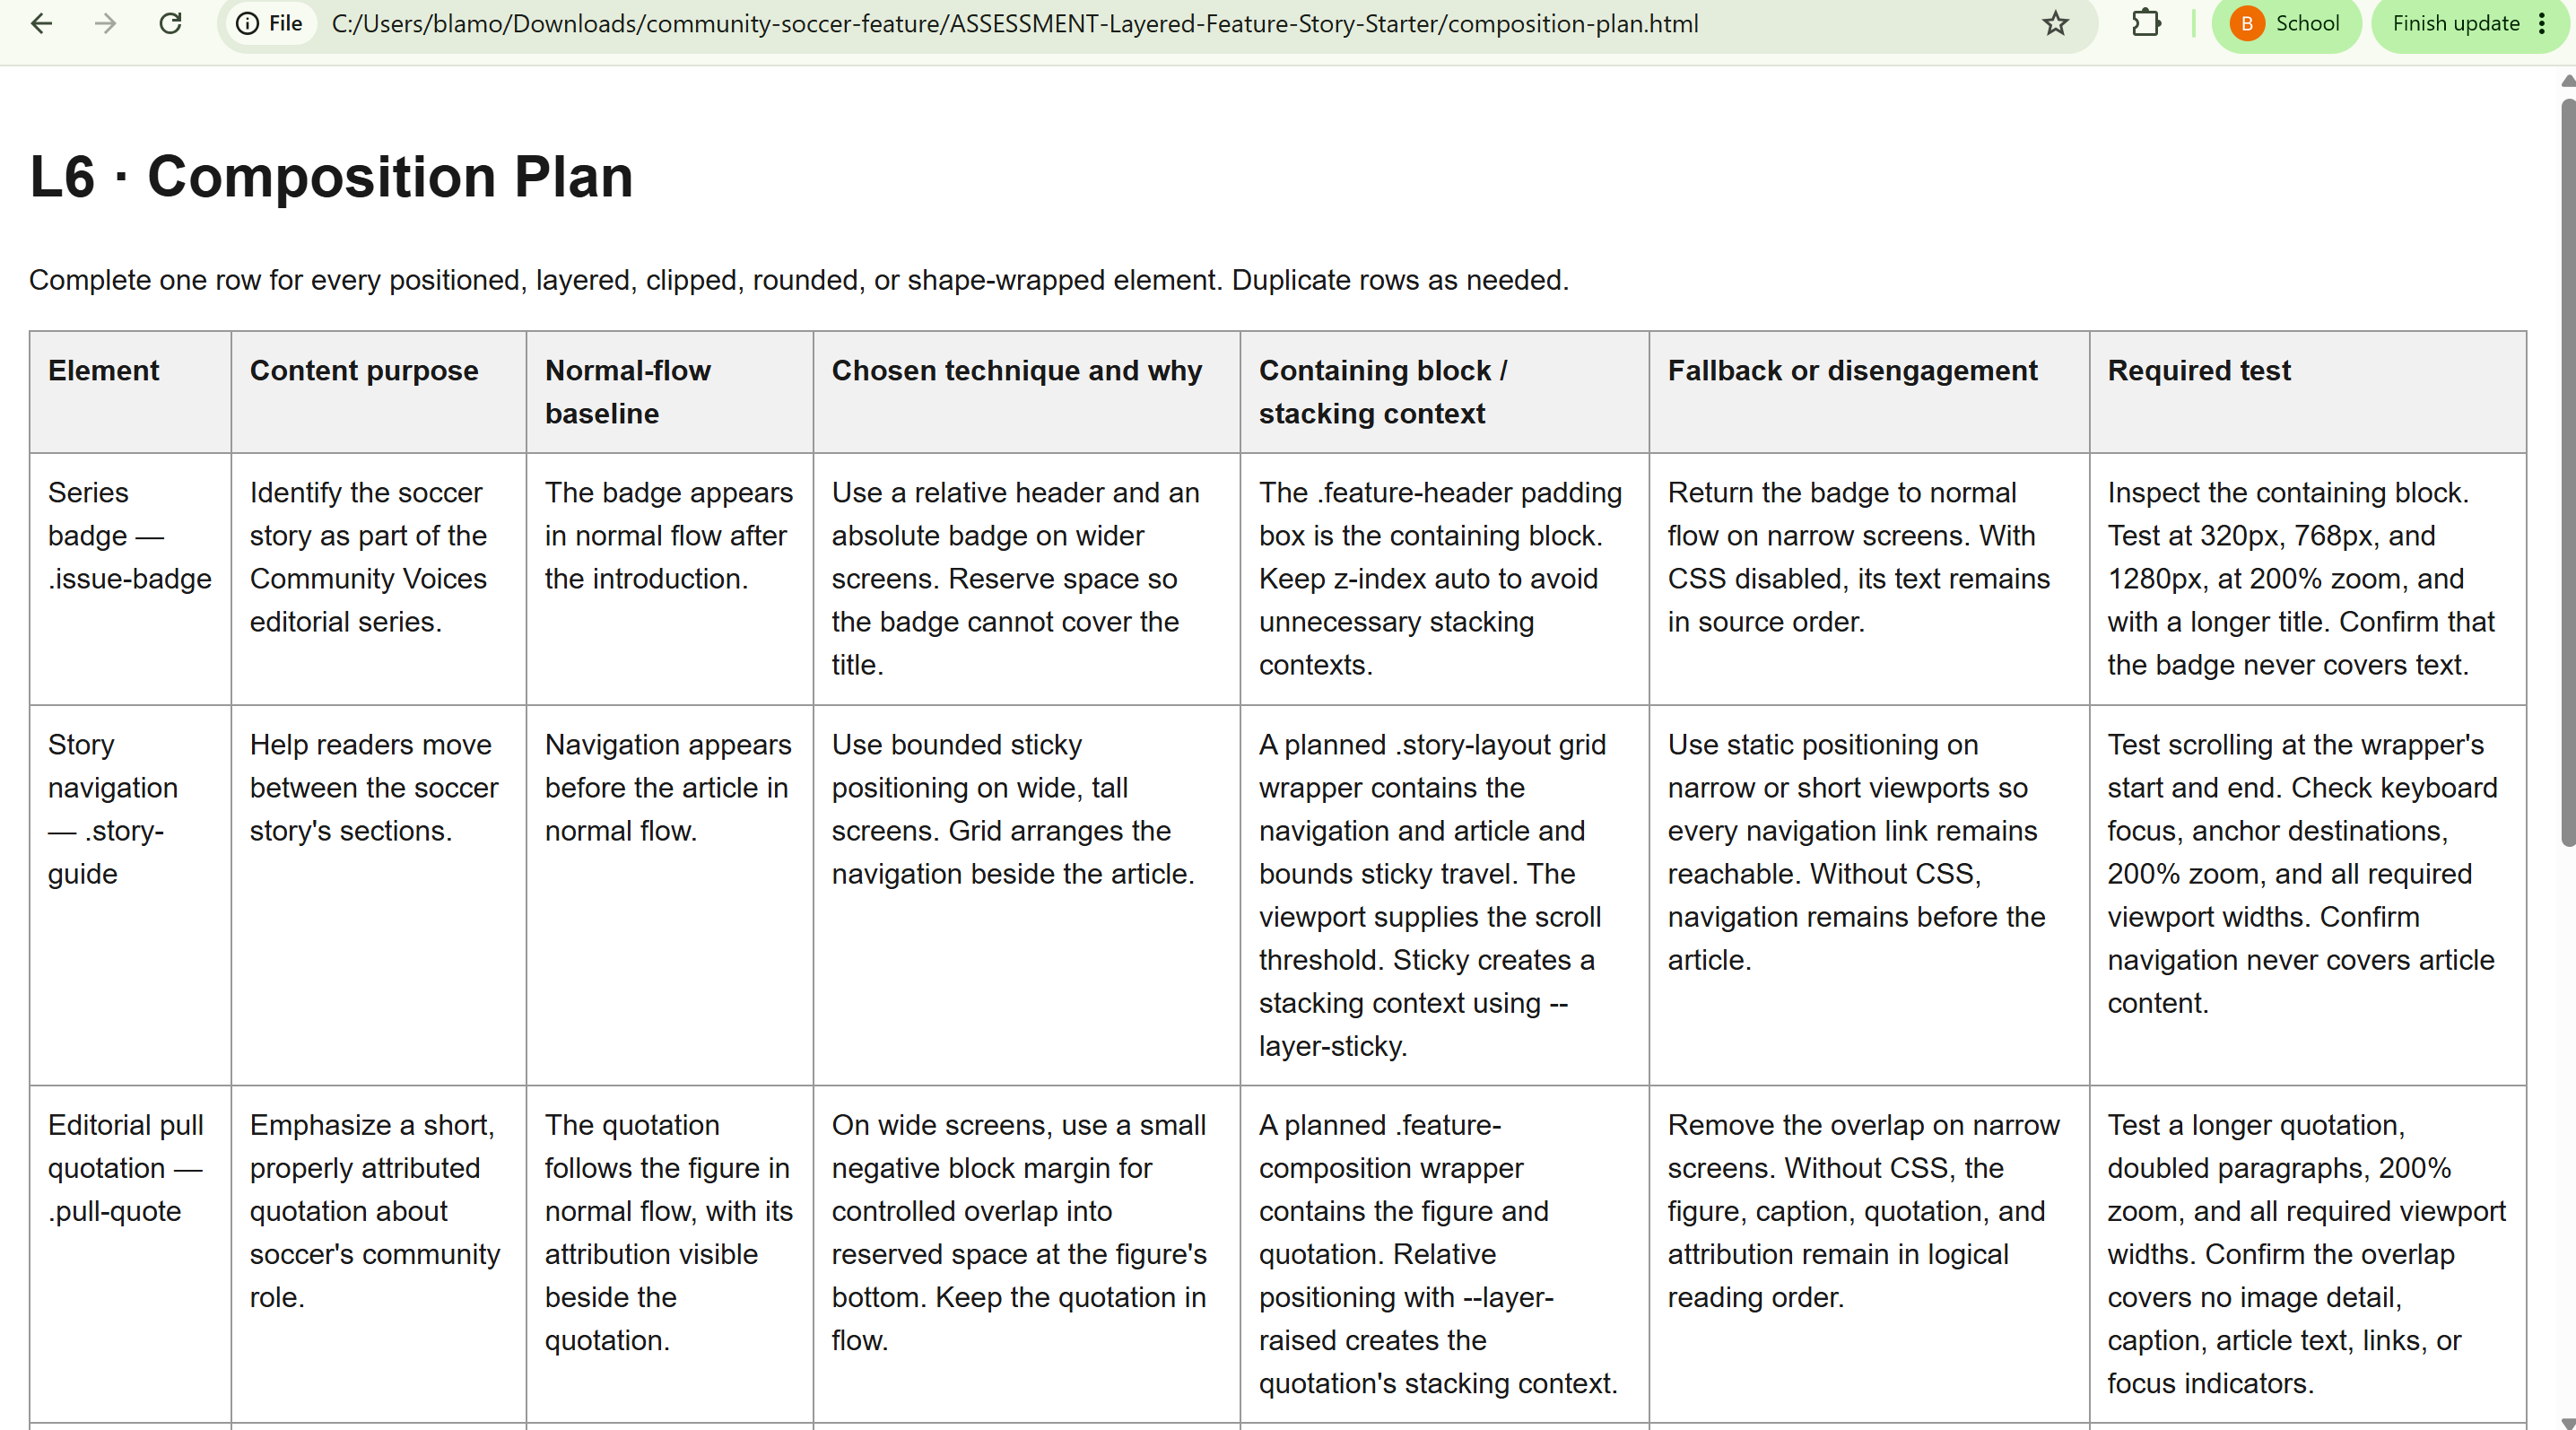 File
C:/Users/blamo/Downloads/community-soccer-feature/ASSESSMENT-Layered-Feature-Story-Starter/composition-plan.html
B
School
Finish update
L6 · Composition Plan
Complete one row for every positioned, layered, clipped, rounded, or shape-wrapped element. Duplicate rows as needed.
Element
Content purpose
Normal-flow
baseline
Chosen technique and why
Containing block /
stacking context
Fallback or disengagement
Required test
Series
badge —
.issue-badge
Identify the soccer
story as part of the
Community Voices
editorial series.
The badge appears
in normal flow after
the introduction.
Use a relative header and an
absolute badge on wider
screens. Reserve space so
the badge cannot cover the
title.
The .feature-header padding
box is the containing block.
Keep z-index auto to avoid
unnecessary stacking
contexts.
Return the badge to normal
flow on narrow screens. With
CSS disabled, its text remains
in source order.
Inspect the containing block.
Test at 320px, 768px, and
1280px, at 200% zoom, and
with a longer title. Confirm that
the badge never covers text.
Story
navigation
— .story-
guide
Help readers move
between the soccer
story's sections.
Navigation appears
before the article in
normal flow.
Use bounded sticky
positioning on wide, tall
screens. Grid arranges the
navigation beside the article.
A planned .story-layout grid
wrapper contains the
navigation and article and
bounds sticky travel. The
viewport supplies the scroll
threshold. Sticky creates a
stacking context using --
layer-sticky.
Use static positioning on
narrow or short viewports so
every navigation link remains
reachable. Without CSS,
navigation remains before the
article.
Test scrolling at the wrapper's
start and end. Check keyboard
focus, anchor destinations,
200% zoom, and all required
viewport widths. Confirm
navigation never covers article
content.
Editorial pull
quotation —
.pull-quote
Emphasize a short,
properly attributed
quotation about
soccer's community
role.
The quotation
follows the figure in
normal flow, with its
attribution visible
beside the
quotation.
On wide screens, use a small
negative block margin for
controlled overlap into
reserved space at the figure's
bottom. Keep the quotation in
flow.
A planned .feature-
composition wrapper
contains the figure and
quotation. Relative
positioning with --layer-
raised creates the
quotation's stacking context.
Remove the overlap on narrow
screens. Without CSS, the
figure, caption, quotation, and
attribution remain in logical
reading order.
Test a longer quotation,
doubled paragraphs, 200%
zoom, and all required viewport
widths. Confirm the overlap
covers no image detail,
caption, article text, links, or
focus indicators.